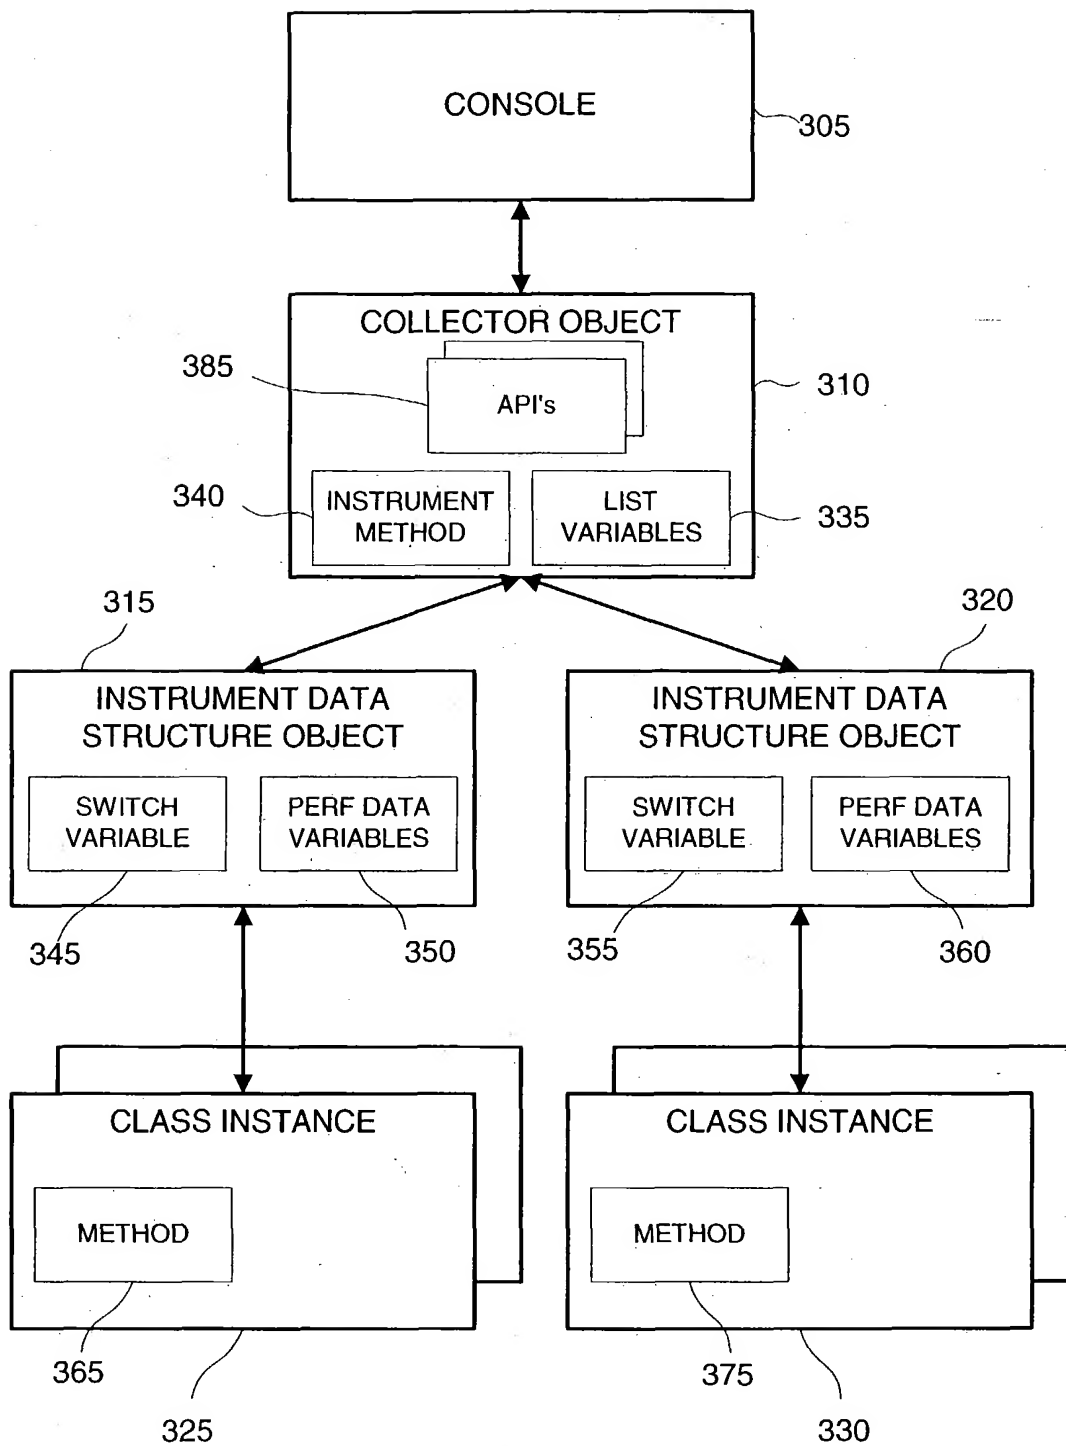 CONSOLE
305
COLLECTOR OBJECT
385
310
API's
340
INSTRUMENT
METHOD
LIST
VARIABLES
335
315
320
INSTRUMENT DATA
STRUCTURE OBJECT
SWITCH
VARIABLE
PERF DATA
VARIABLES
345
350
INSTRUMENT DATA
STRUCTURE OBJECT
SWITCH
VARIABLE
PERF DATA
VARIABLES
355
360
CLASS INSTANCE
METHOD
365
325
CLASS INSTANCE
METHOD
375
330